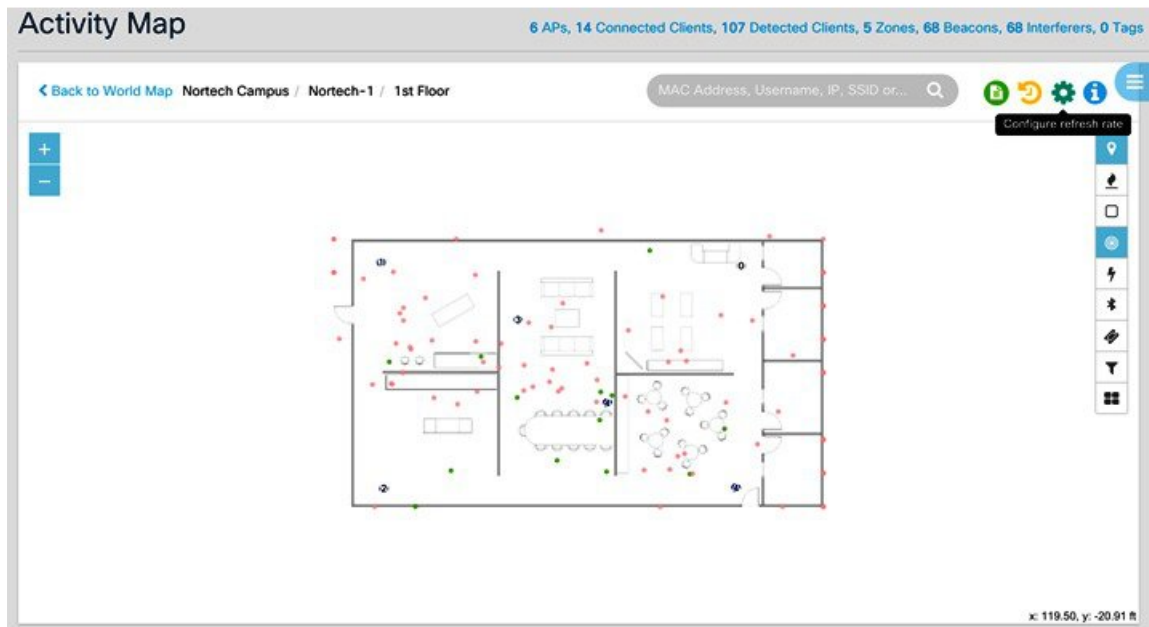 Activity Map
6 APs, 14 Connected Clients, 107 Detected Clients, 5 Zones, 68 Beacons, 68 Interferers, 0 Tags
Back to World Map Nortech Campus / Nortech-1 / 1st Floor
MAC Address, Username, IP, SSID or...
Configure refresh rate
x: 119.50, y: -20.91 ft